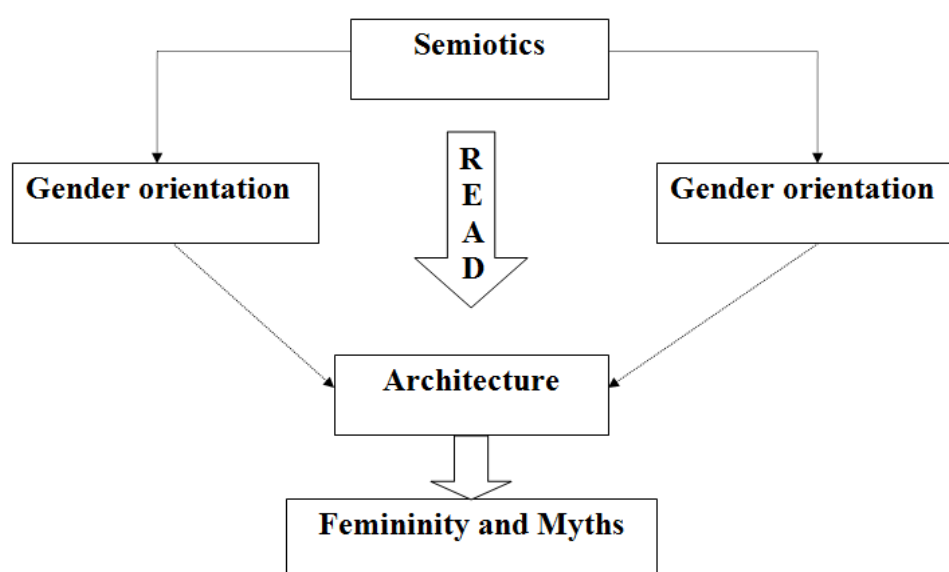 Semiotics
Gender orientation
R
E
A
D
Gender orientation
Architecture
Femininity and Myths